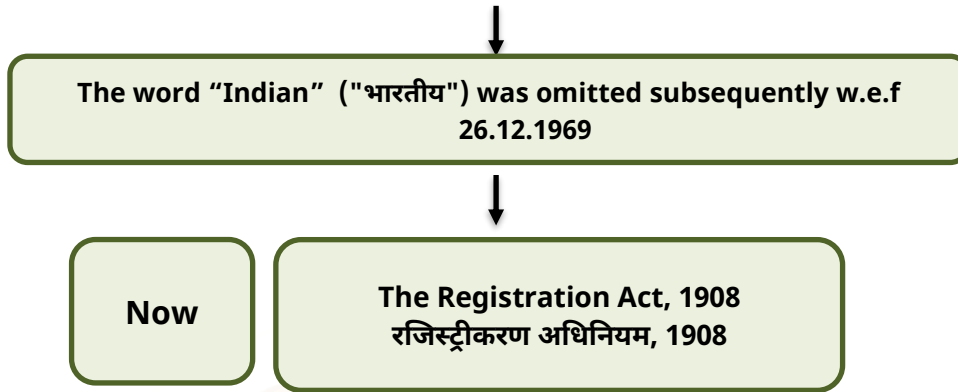 The word “Indian” ("भारतीय") was omitted subsequently w.e.f
26.12.1969
Now
The Registration Act, 1908
रजिस्ट्रीकरण अधिनियम, 1908